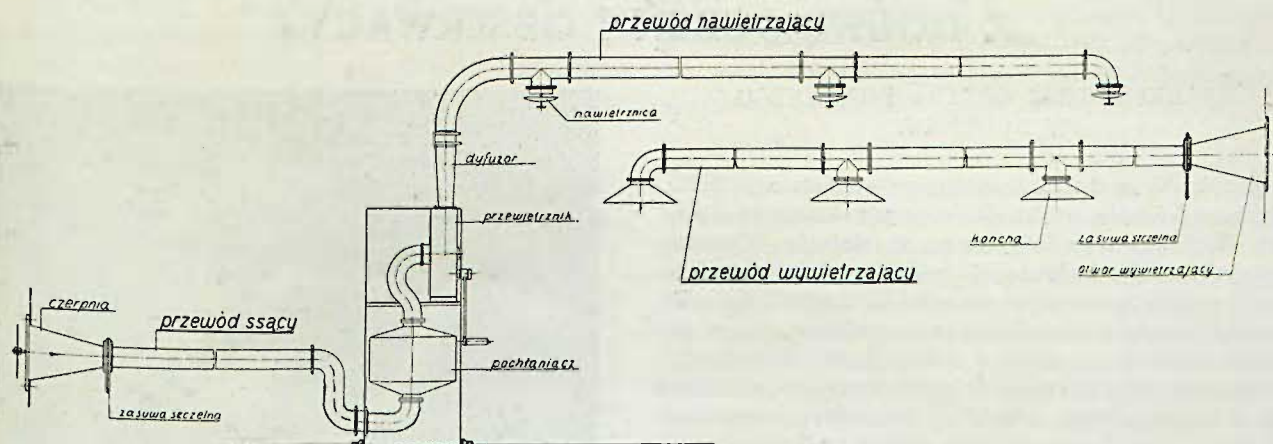 przewód nawietrzający
nawietrznica
dyfuzor
przewietrznik
koncha
zasuwa szczelna
otwór wywietrzający
przewód wywietrzający
czerpnia
przewód ssący
pochłaniacz
zasuwa szczelna